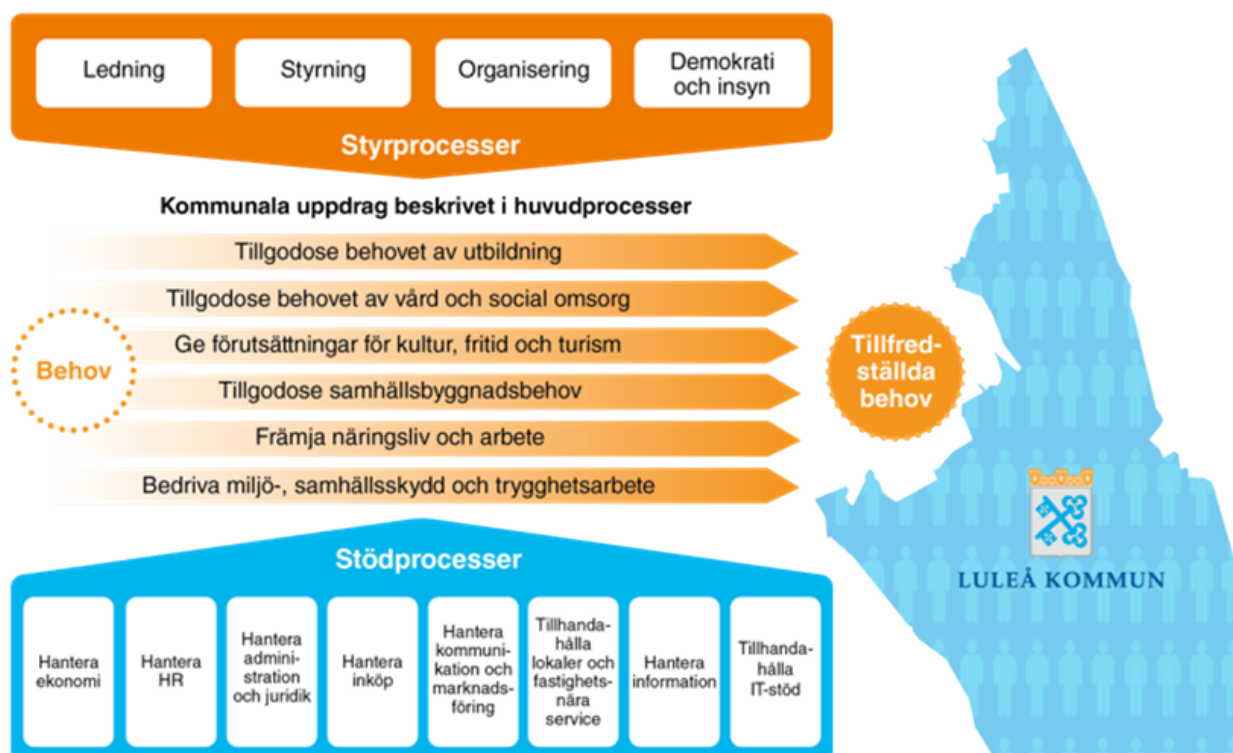 Ledning
Styrning
Organisering
Demokrati
och insyn
Styrprocesser
Kommunala uppdrag beskrivet i huvudprocesser
Tillgodose behovet av utbildning
Tillgodose behovet av vård och social omsorg
Ge förutsättningar för kultur, fritid och turism
Tillgodose samhällsbyggnadsbehov
Främja näringsliv och arbete
Bedriva miljö-, samhällsskydd och trygghetsarbete
Behov
Tillfred-
ställda
behov
LULEÅ KOMMUN
Stödprocesser
Hantera
ekonomi
Hantera
HR
Hantera
admini-
stration
och juridik
Hantera
inköp
Hantera
kommuni-
kation och
marknads-
föring
Tillhanda-
hålla
lokaler och
fastighets-
nära
service
Hantera
information
Tillhanda-
hålla
IT-stöd